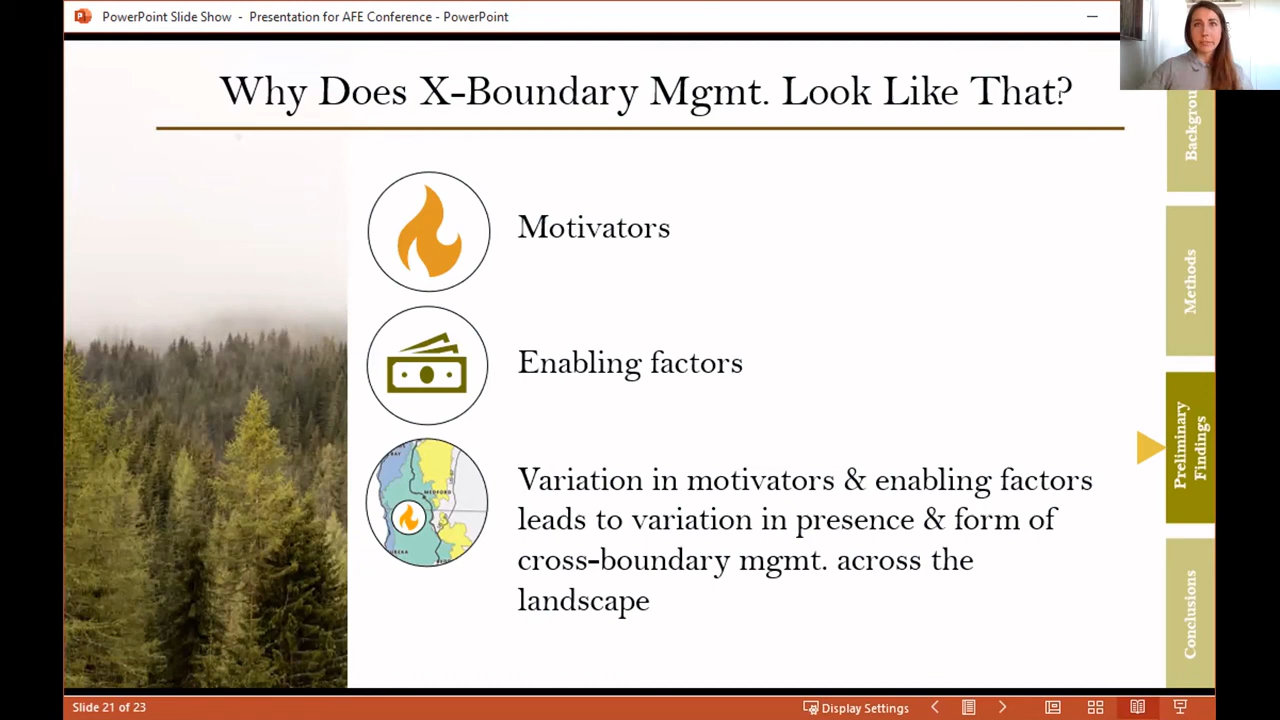 PowerPoint Slide Show - Presentation for AFE Conference - PowerPoint
Why Does X-Boundary Mgmt. Look Like That?
Motivators
Enabling factors
MEDFORD
Variation in motivators & enabling factors
leads to variation in presence & form of
cross-boundary mgmt. across the
landscape
Methods
Preliminary
Findings
Conclusions
Slide 21 of 23
Display Settings